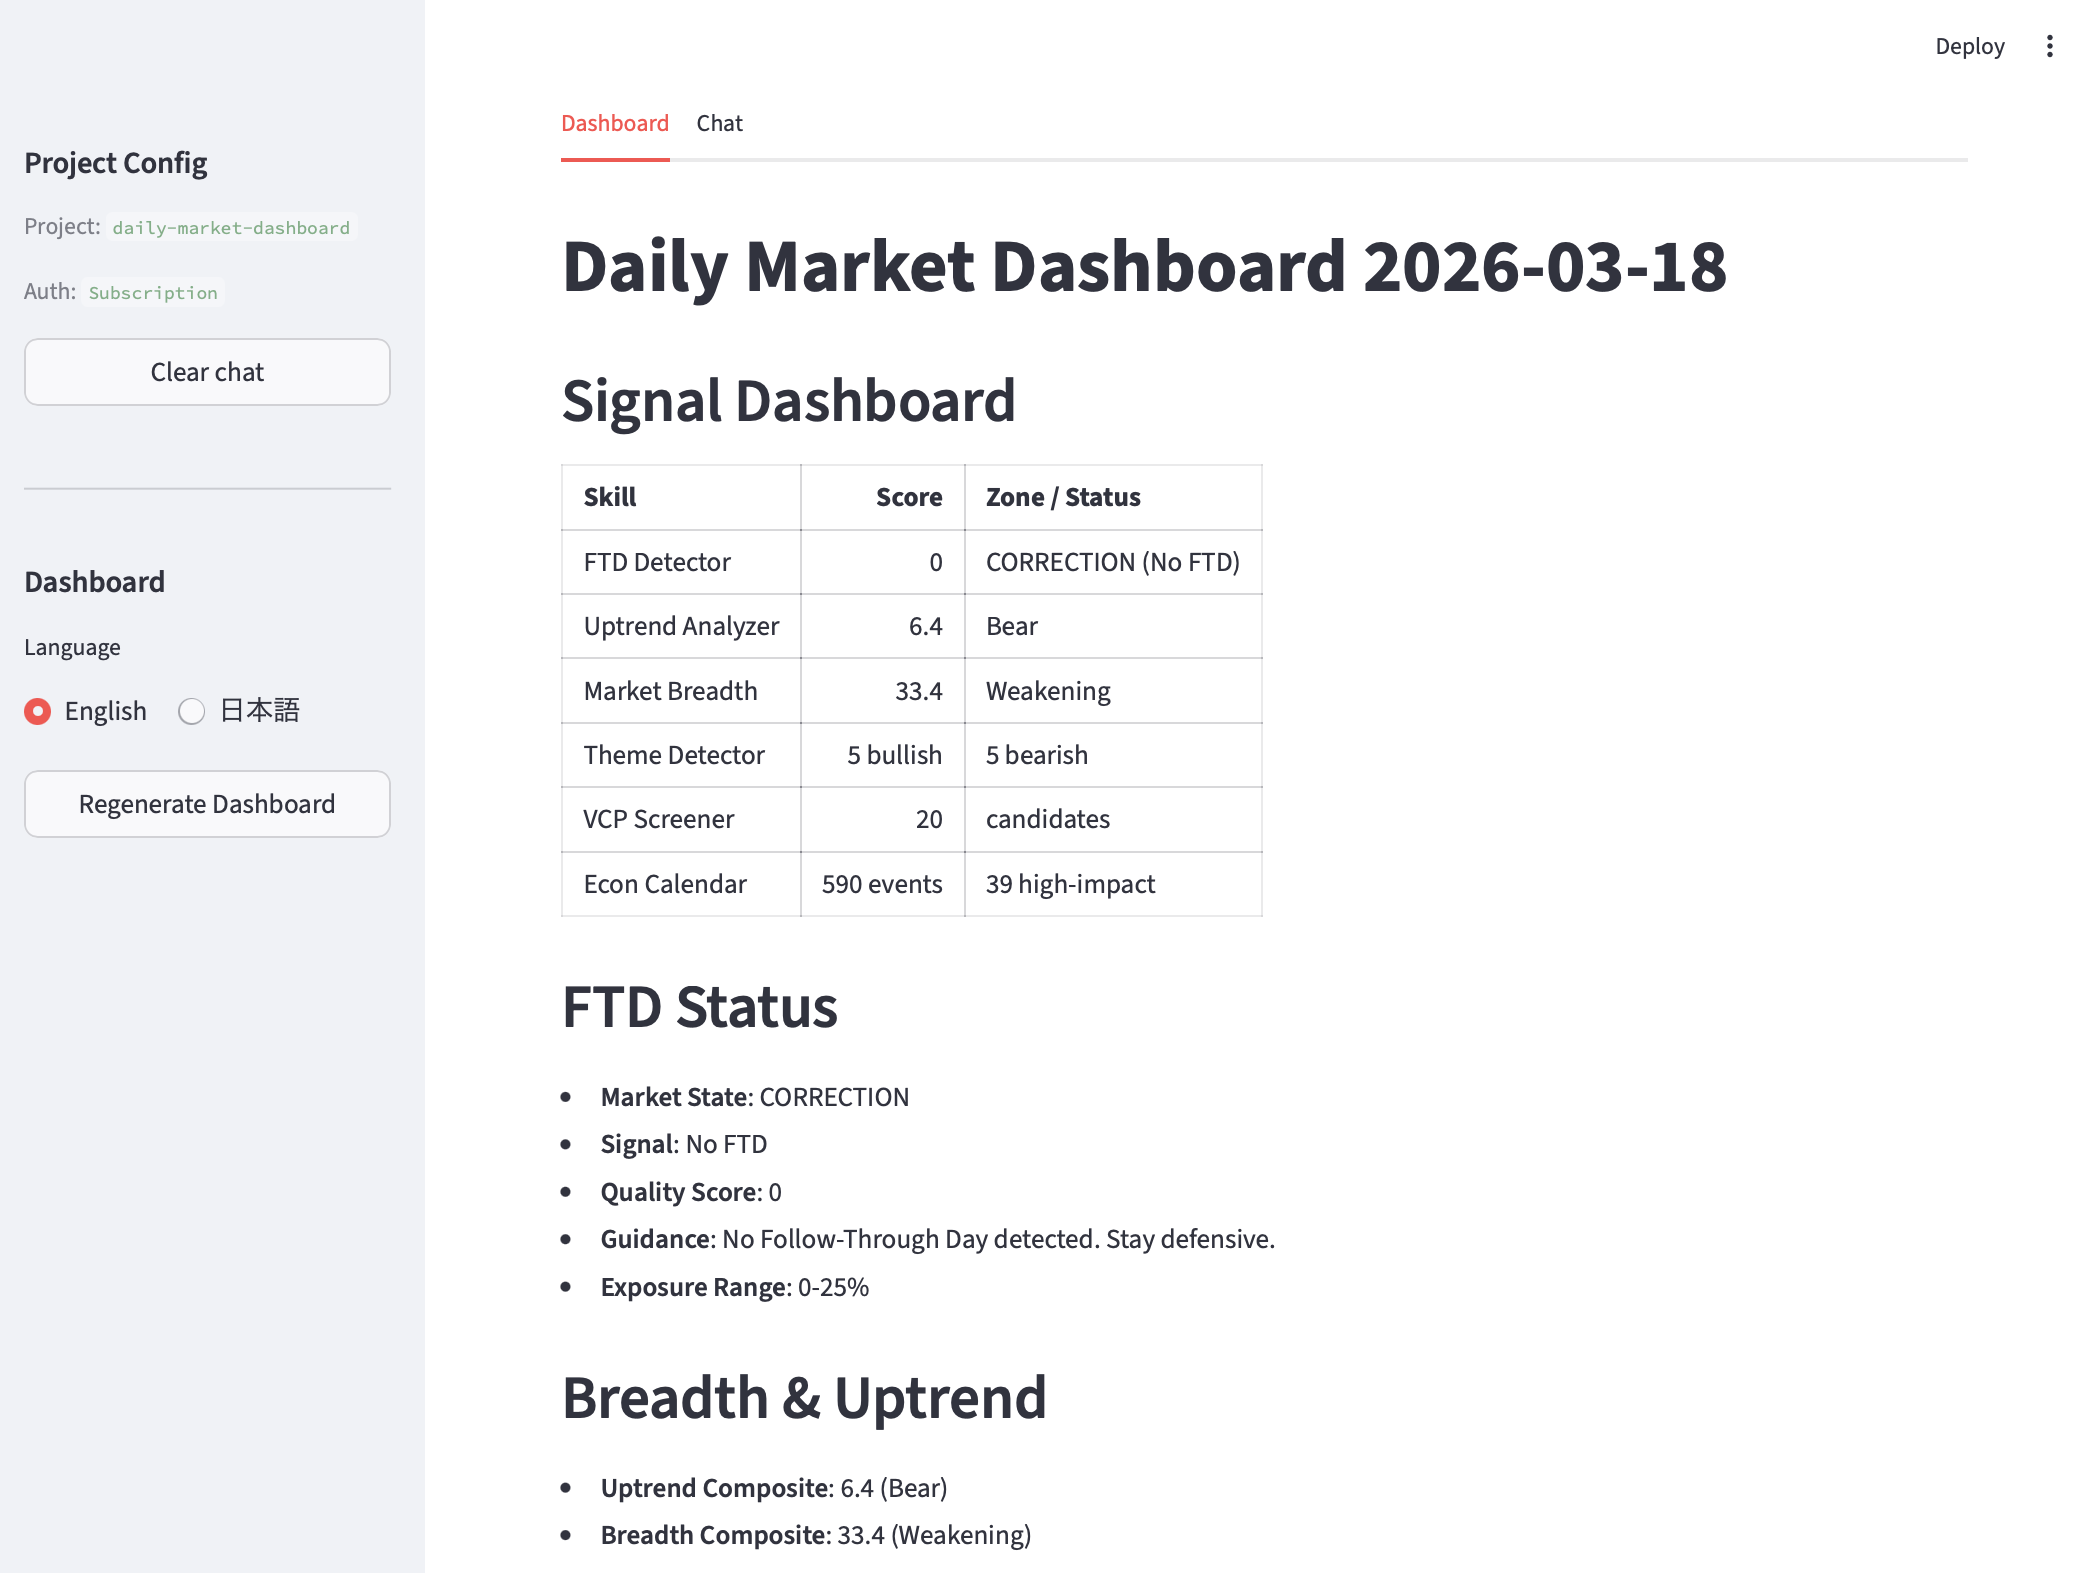 Deploy
Project Config
Project: daily-market-dashboard
Auth: Subscription
Clear chat
Dashboard
Language
English 日本語
Regenerate Dashboard
Dashboard Chat
Daily Market Dashboard 2026-03-18
Signal Dashboard
Skill Score Zone / Status
FTD Detector 0 CORRECTION (No FTD)
Uptrend Analyzer 6.4 Bear
Market Breadth 33.4 Weakening
Theme Detector 5 bullish 5 bearish
VCP Screener 20 candidates
Econ Calendar 590 events 39 high-impact
FTD Status
Market State: CORRECTION
Signal: No FTD
Quality Score: 0
Guidance: No Follow-Through Day detected. Stay defensive.
Exposure Range: 0-25%
Breadth & Uptrend
Uptrend Composite: 6.4 (Bear)
Breadth Composite: 33.4 (Weakening)